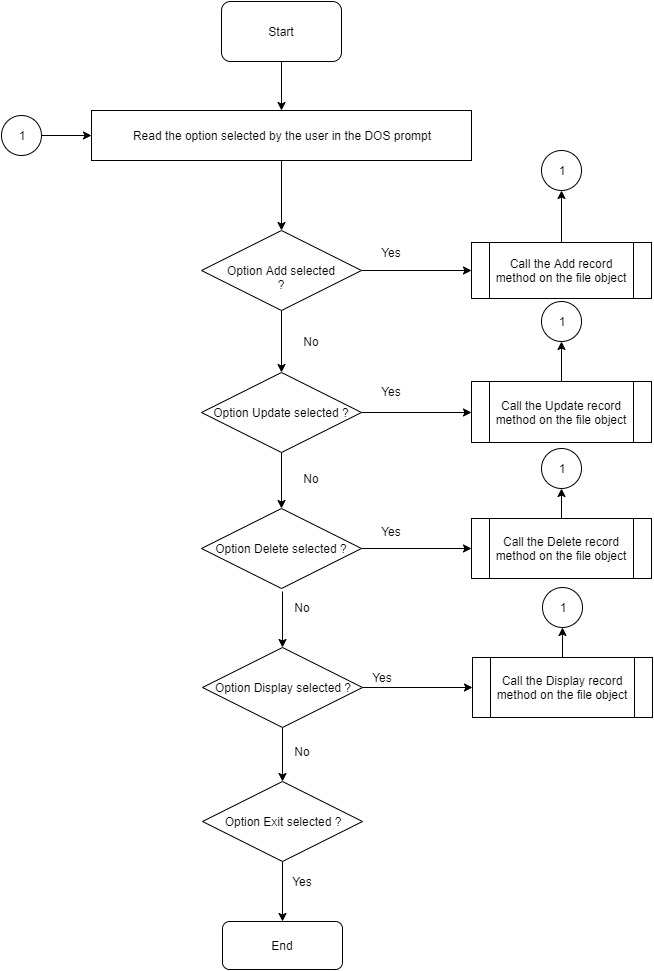 Start
1
Read the option selected by the user in the DOS prompt
1
Option Add selected
?
Yes
Call the Add record
method on the file object
No
1
Option Update selected ?
Yes
Call the Update record
method on the file object
No
1
Option Delete selected ?
Yes
Call the Delete record
method on the file object
No
1
Option Display selected ?
Yes
Call the Display record
method on the file object
No
Option Exit selected ?
Yes
End